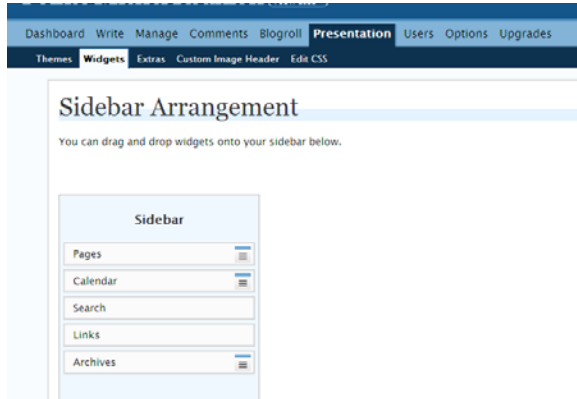 Dashboard Write Manage Comments Blogroll Presentation Users Options Upgrades
Themes Widgets Extras Custom Image Header Edit CSS
Sidebar Arrangement
You can drag and drop widgets onto your sidebar below.
Sidebar
Pages
Calendar
Search
Links
Archives